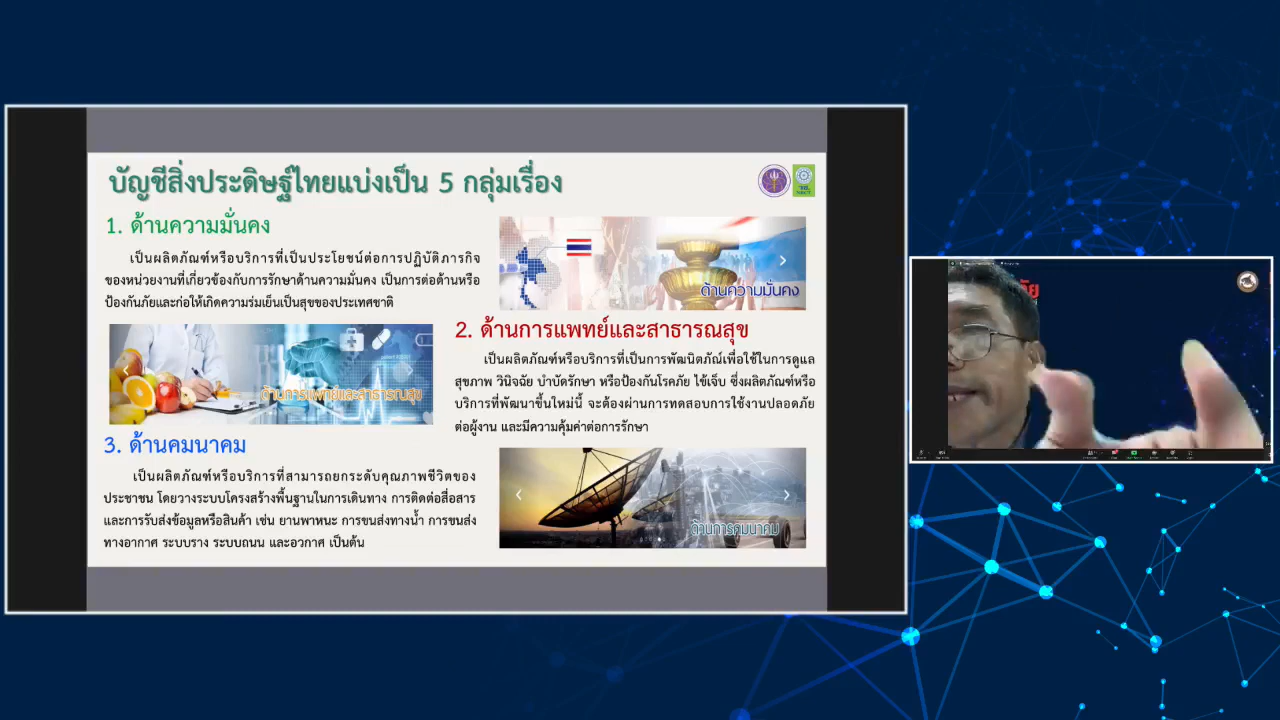 บัญชีสิ่งประดิษฐ์ไทยแบ่งเป็น 5 กลุ่มเรื่อง
1. ด้านความมั่นคง
เป็นผลิตภัณฑ์หรือบริการที่เป็นประโยชน์ต่อการปฏิบัติภารกิจ
ของหน่วยงานที่เกี่ยวข้องกับการรักษาด้านความมั่นคง เป็นการต่อต้านหรือ
ป้องกันภัยและก่อให้เกิดความร่มเย็นเป็นสุขของประเทศชาติ
ด้านความมั่นคง
ด้านการแพทย์และสาธารณสุข
2. ด้านการแพทย์และสาธารณสุข
เป็นผลิตภัณฑ์หรือบริการที่เป็นการพัฒนิตภัณ์เพื่อใช้ในการดูแล
สุขภาพ วินิจฉัย บำบัดรักษา หรือป้องกันโรคภัย ไข้เจ็บ ซึ่งผลิตภัณฑ์หรือ
บริการที่พัฒนาขึ้นใหม่นี้ จะต้องผ่านการทดสอบการใช้งานปลอดภัย
ต่อผู้งาน และมีความคุ้มค่าต่อการรักษา
3. ด้านคมนาคม
เป็นผลิตภัณฑ์หรือบริการที่สามารถยกระดับคุณภาพชีวิตของ
ประชาชน โดยวางระบบโครงสร้างพื้นฐานในการเดินทาง การติดต่อสื่อสาร
และการรับส่งข้อมูลหรือสินค้า เช่น ยานพาหนะ การขนส่งทางน้ำ การขนส่ง
ทางอากาศ ระบบราง ระบบถนน และอวกาศ เป็นต้น
ด้านการคมนาคม